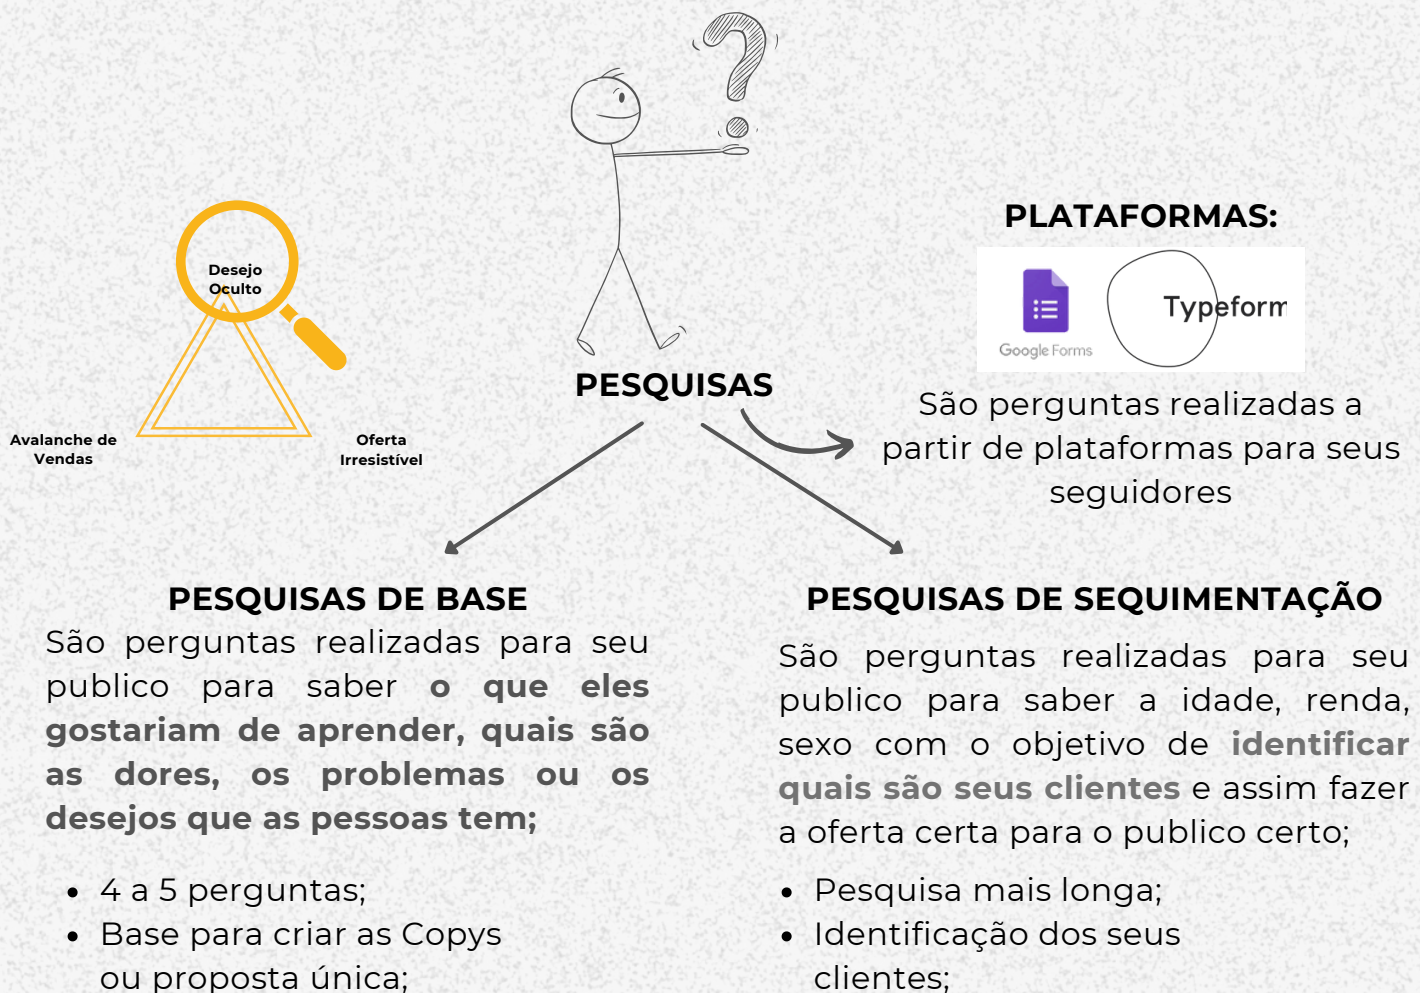 Desejo
Oculto
Avalanche de
Vendas
Oferta
Irresistível
PESQUISAS
PLATAFORMAS:
Google Forms
Typeform
São perguntas realizadas a
partir de plataformas para seus
seguidores
PESQUISAS DE BASE
São perguntas realizadas para seu
publico para saber o que eles
gostariam de aprender, quais são
as dores, os problemas ou os
desejos que as pessoas tem;
• 4 a 5 perguntas;
• Base para criar as Copys
ou proposta única;
PESQUISAS DE SEQUIMENTAÇÃO
São perguntas realizadas para seu
publico para saber a idade, renda,
sexo com o objetivo de identificar
quais são seus clientes e assim fazer
a oferta certa para o publico certo;
• Pesquisa mais longa;
• Identificação dos seus
clientes;